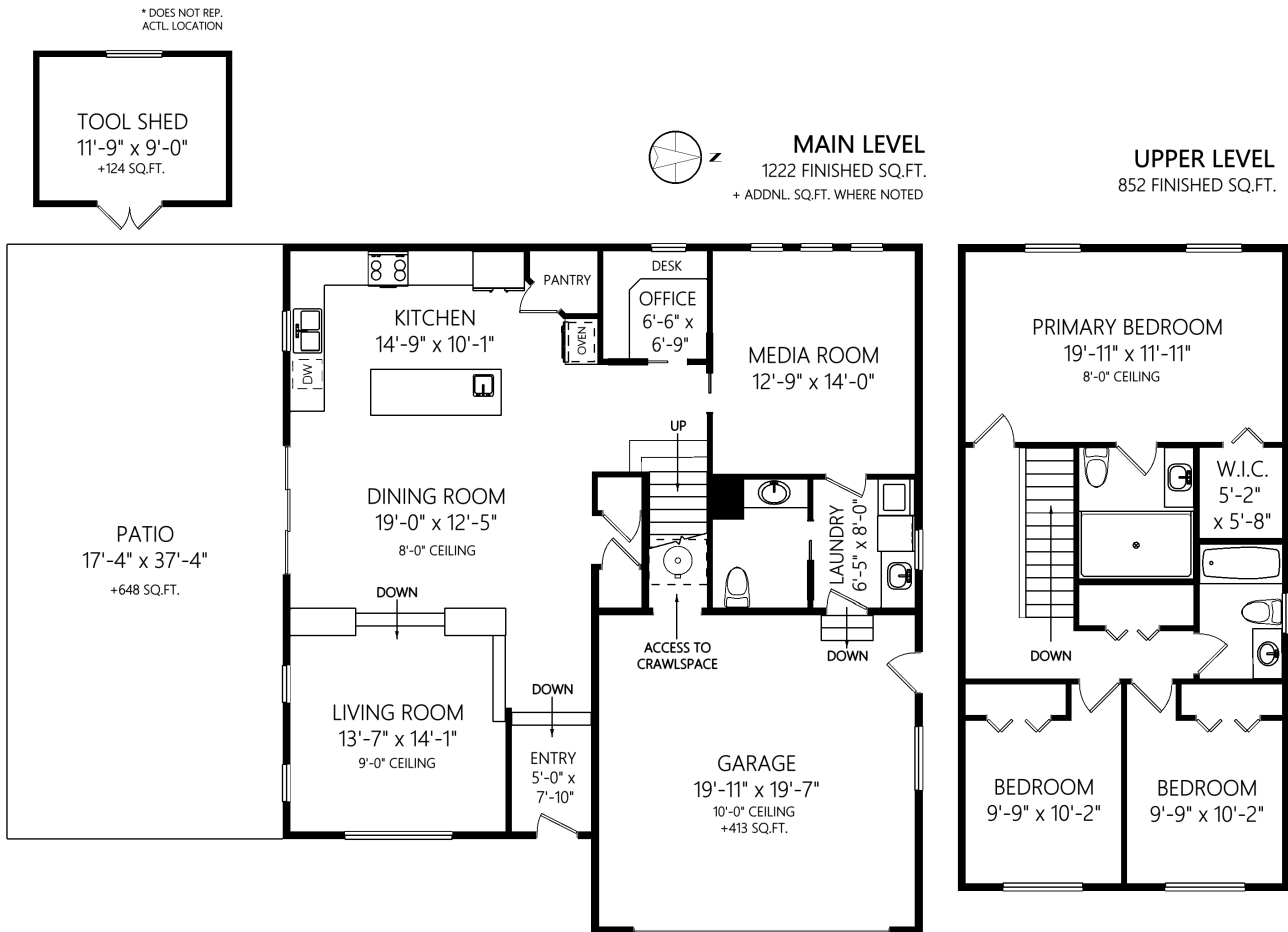 * DOES NOT REP.
ACTL. LOCATION
TOOL SHED
11'-9" x 9'-0"
+124 SQ.FT.
N
MAIN LEVEL
1222 FINISHED SQ.FT.
+ ADDNL. SQ.FT. WHERE NOTED
UPPER LEVEL
852 FINISHED SQ.FT.
PATIO
17'-4" x 37'-4"
+648 SQ.FT.
KITCHEN
14'-9" x 10'-1"
DW
PANTRY
OVEN
DESK
OFFICE
6'-6" x
6'-9"
MEDIA ROOM
12'-9" x 14'-0"
UP
DINING ROOM
19'-0" x 12'-5"
8'-0" CEILING
DOWN
LAUNDRY
6'-5" x 8'-0"
ACCESS TO
CRAWLSPACE
DOWN
LIVING ROOM
13'-7" x 14'-1"
9'-0" CEILING
DOWN
ENTRY
5'-0" x
7'-10"
GARAGE
19'-11" x 19'-7"
10'-0" CEILING
+413 SQ.FT.
PRIMARY BEDROOM
19'-11" x 11'-11"
8'-0" CEILING
W.I.C.
5'-2"
x 5'-8"
DOWN
BEDROOM
9'-9" x 10'-2"
BEDROOM
9'-9" x 10'-2"